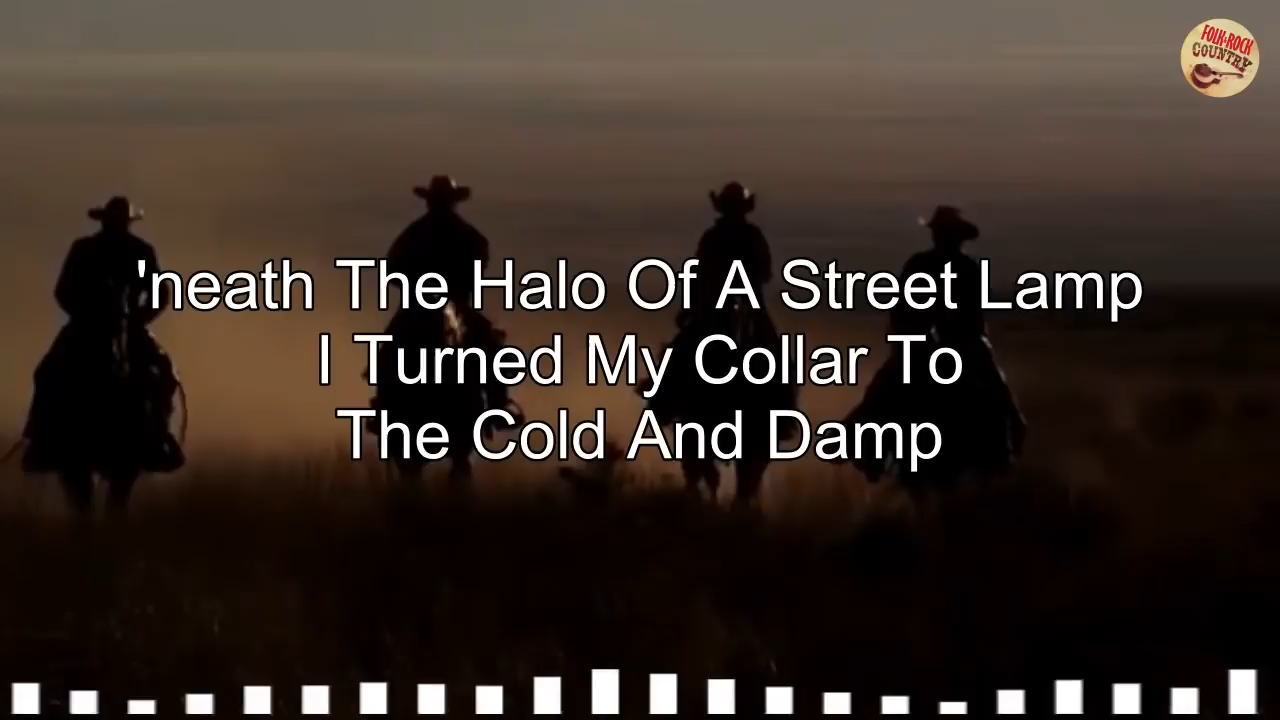 FOLK-ROCK
COUNTRY
'neath The Halo Of A Street Lamp
I Turned My Collar To
The Cold And Damp